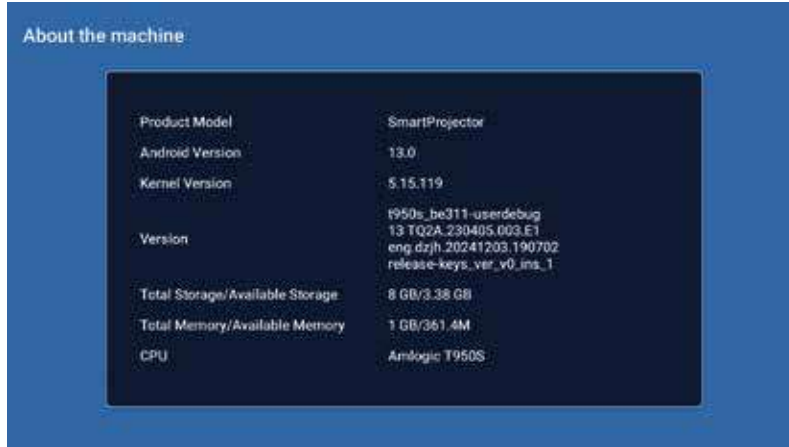 About the machine
Product Model SmartProjector
Android Version 13.0
Kernel Version 5.15.119
Version t950s_be311-userdebug
13 TQ2A.230405.003.E1
eng.dzjh.20241203.190702
release-keys_ver_v0_ins_1
Total Storage/Available Storage 8 GB/3.38 GB
Total Memory/Available Memory 1 GB/361.4M
CPU Amlogic T950S